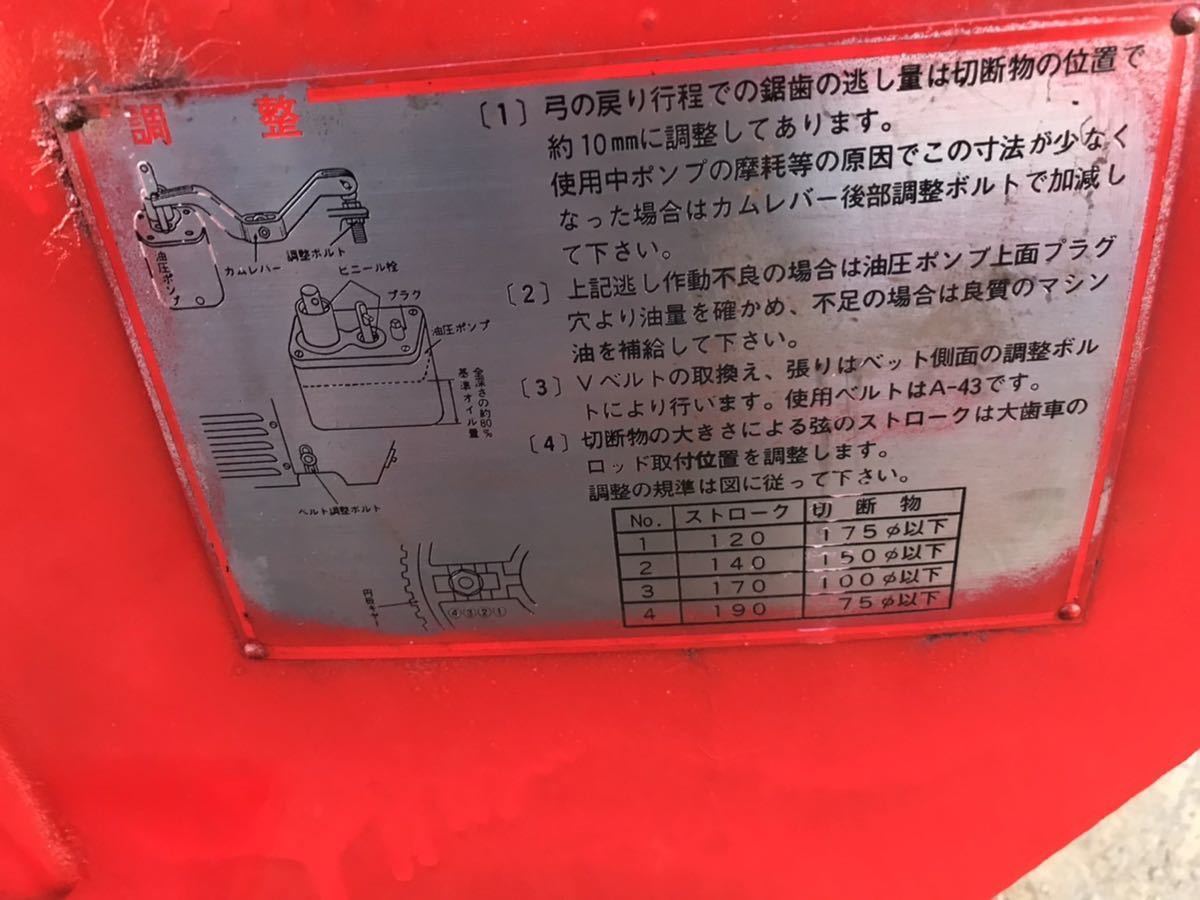 調 整
〔1〕弓の戻り行程での鋸歯の逃し量は切断物の位置で
約10mmに調整してあります。
使用中ポンプの摩耗等の原因でこの寸法が少なく
なった場合はカムレバー後部調整ボルトで加減し
て下さい。
〔2〕上記逃し作動不良の場合は油圧ポンプ上面プラグ
穴より油量を確かめ、不足の場合は良質のマシン
油を補給して下さい。
〔3〕Vベルトの取換え、張りはベット側面の調整ボル
トにより行います。使用ベルトはA-43です。
〔4〕切断物の大きさによる弦のストロークは大歯車の
ロッド取付位置を調整します。
調整の規準は図に従って下さい。
No. ストローク 切断物
1 120 175φ以下
2 140 150φ以下
3 170 100φ以下
4 190 75φ以下
油圧ポンプ
カムレバー
調整ボルト
ビニール栓
プラグ
油圧ポンプ
全深さの約80%
基準オイル量
ベルト調整ボルト
円板ギヤー
④③②①